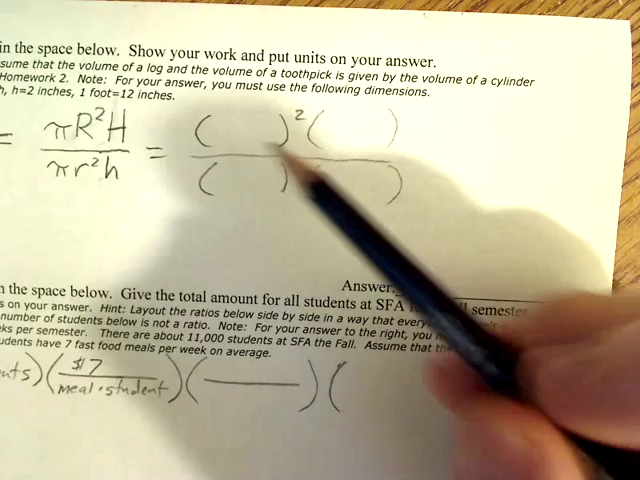 in the space below. Show your work and put units on your answer.
sume that the volume of a log and the volume of a toothpick is given by the volume of a cylinder
Homework 2. Note: For your answer, you must use the following dimensions.
h, h=2 inches, 1 foot=12 inches.
= πR²H / πr²h = ( )²( ) / ( ) ( )
Answer:
n the space below. Give the total amount for all students at SFA semester
s on your answer. Hint: Layout the ratios below side by side in a way that
number of students below is not a ratio. Note: For your answer to the right, you
eks per semester. There are about 11,000 students at SFA the Fall. Assume that
udents have 7 fast food meals per week on average.
nts) ($17 / meal·student) ( — ) (